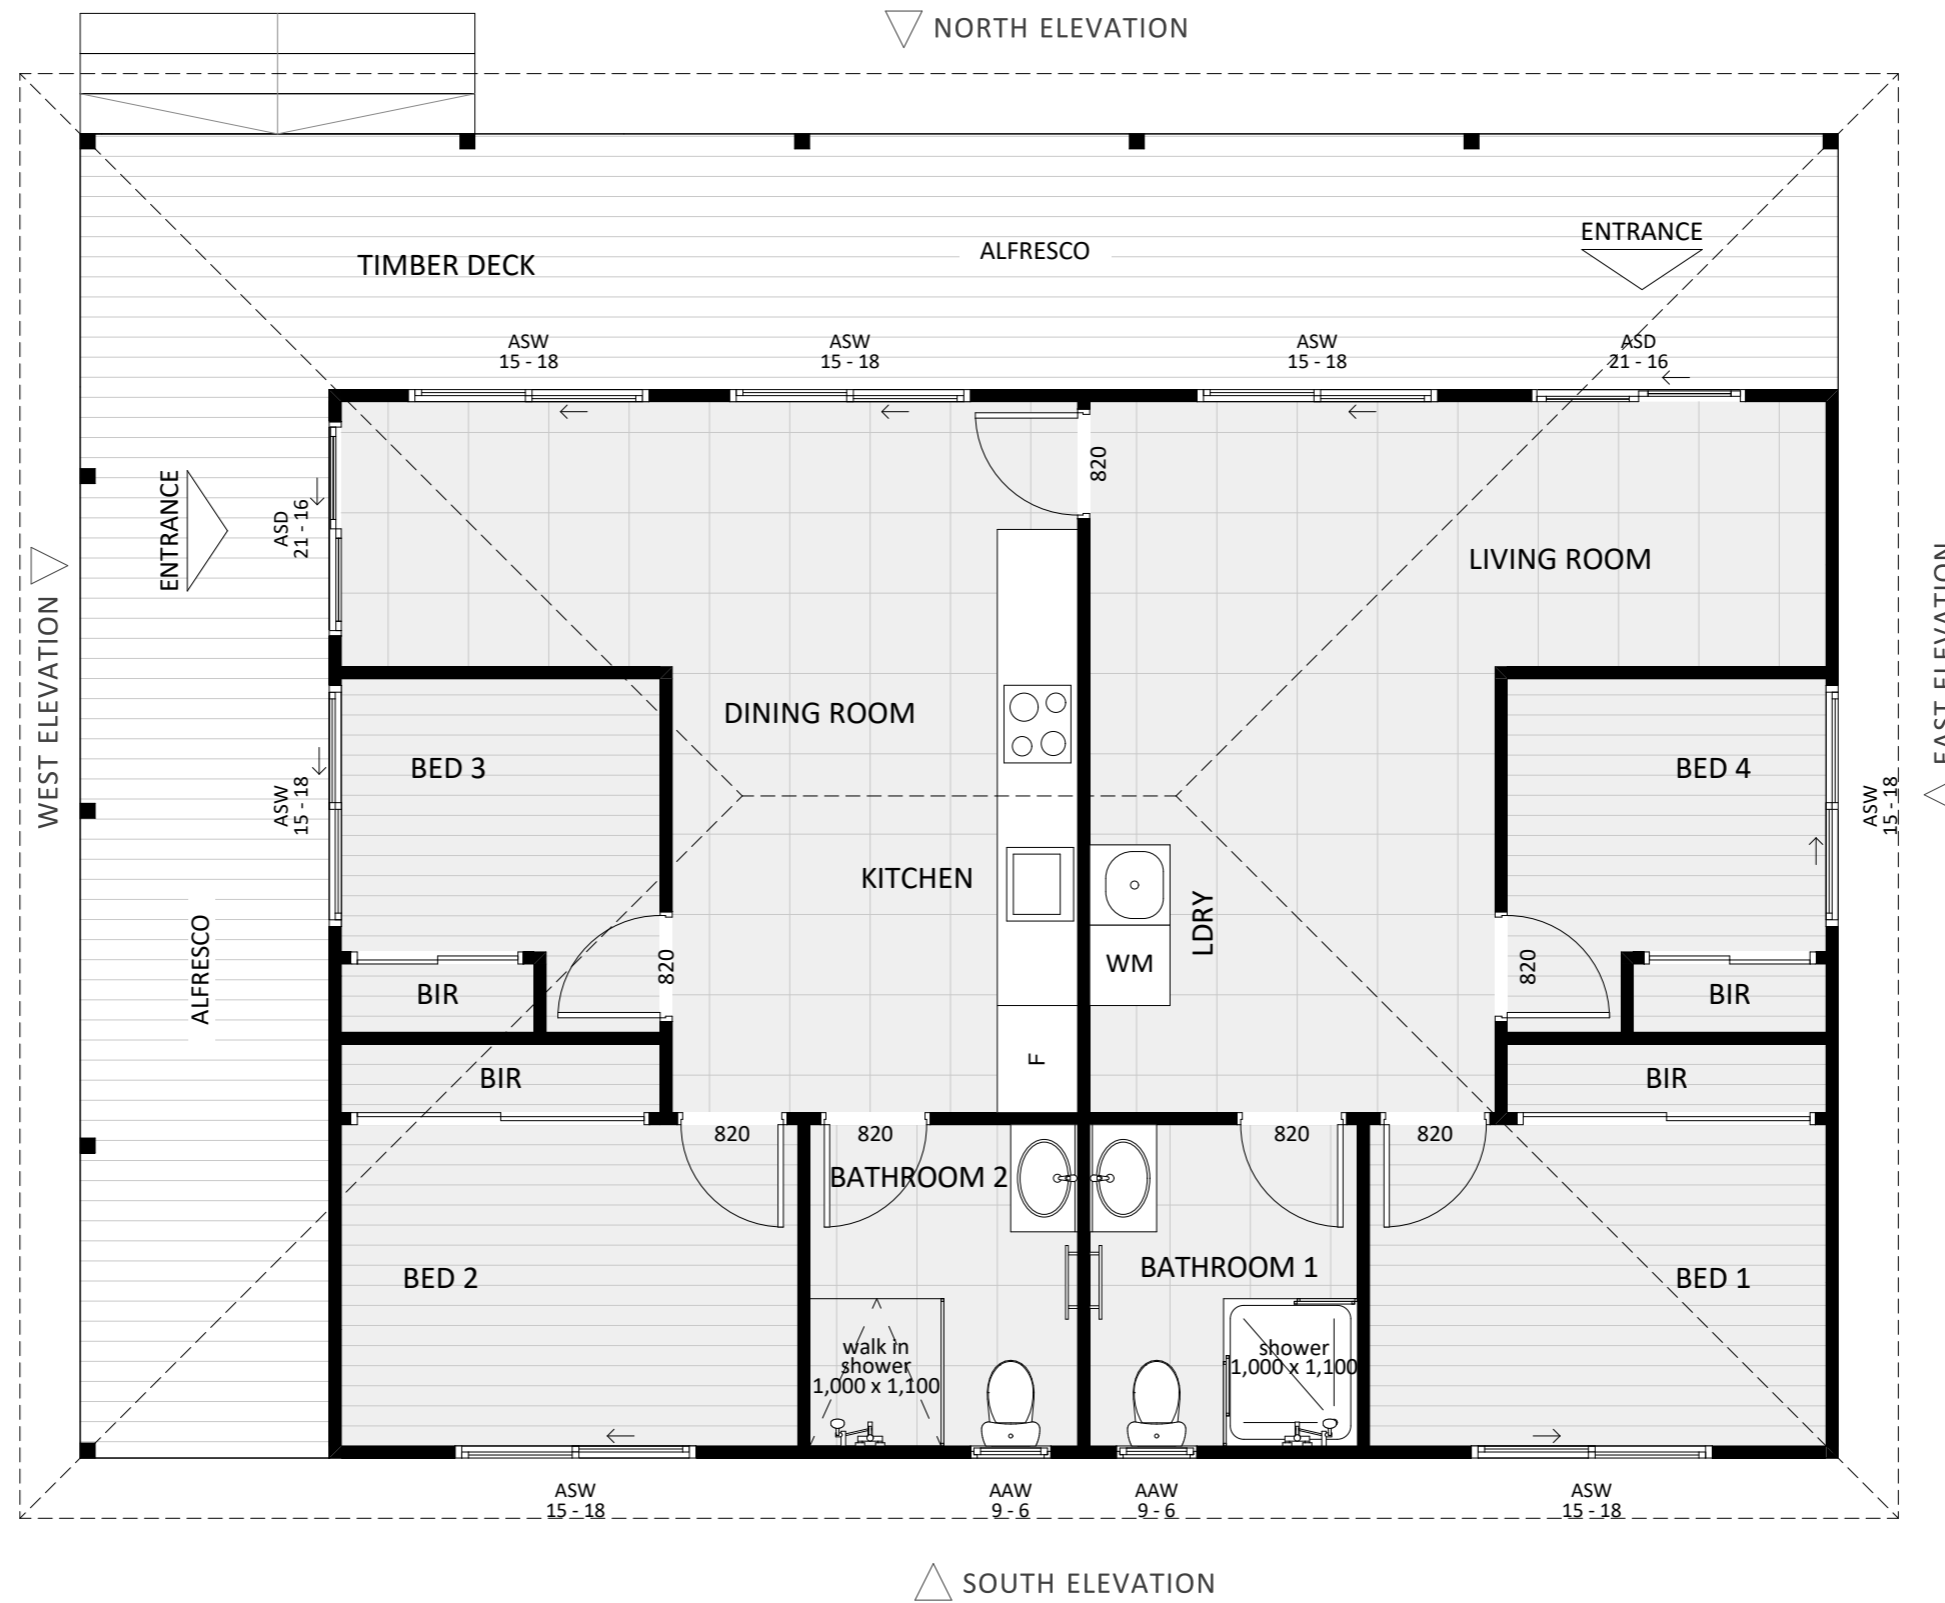 NORTH ELEVATION
ENTRANCE
ALFRESCO
TIMBER DECK
ASW
15 - 18
ASW
15 - 18
ASW
15 - 18
ASD
21 - 16
820
ENTRANCE
ASD
21 - 16
LIVING ROOM
WEST ELEVATION
EAST ELEVATION
DINING ROOM
BED 3
BED 4
ASW
15 - 18
ASW
15 - 18
KITCHEN
LDRY
ALFRESCO
820
WM
820
BIR
BIR
F
BIR
BIR
820
820
820
820
BATHROOM 2
BATHROOM 1
BED 2
BED 1
walk in
shower
1,000 x 1,100
shower
1,000 x 1,100
ASW
15 - 18
AAW
9 - 6
AAW
9 - 6
ASW
15 - 18
SOUTH ELEVATION